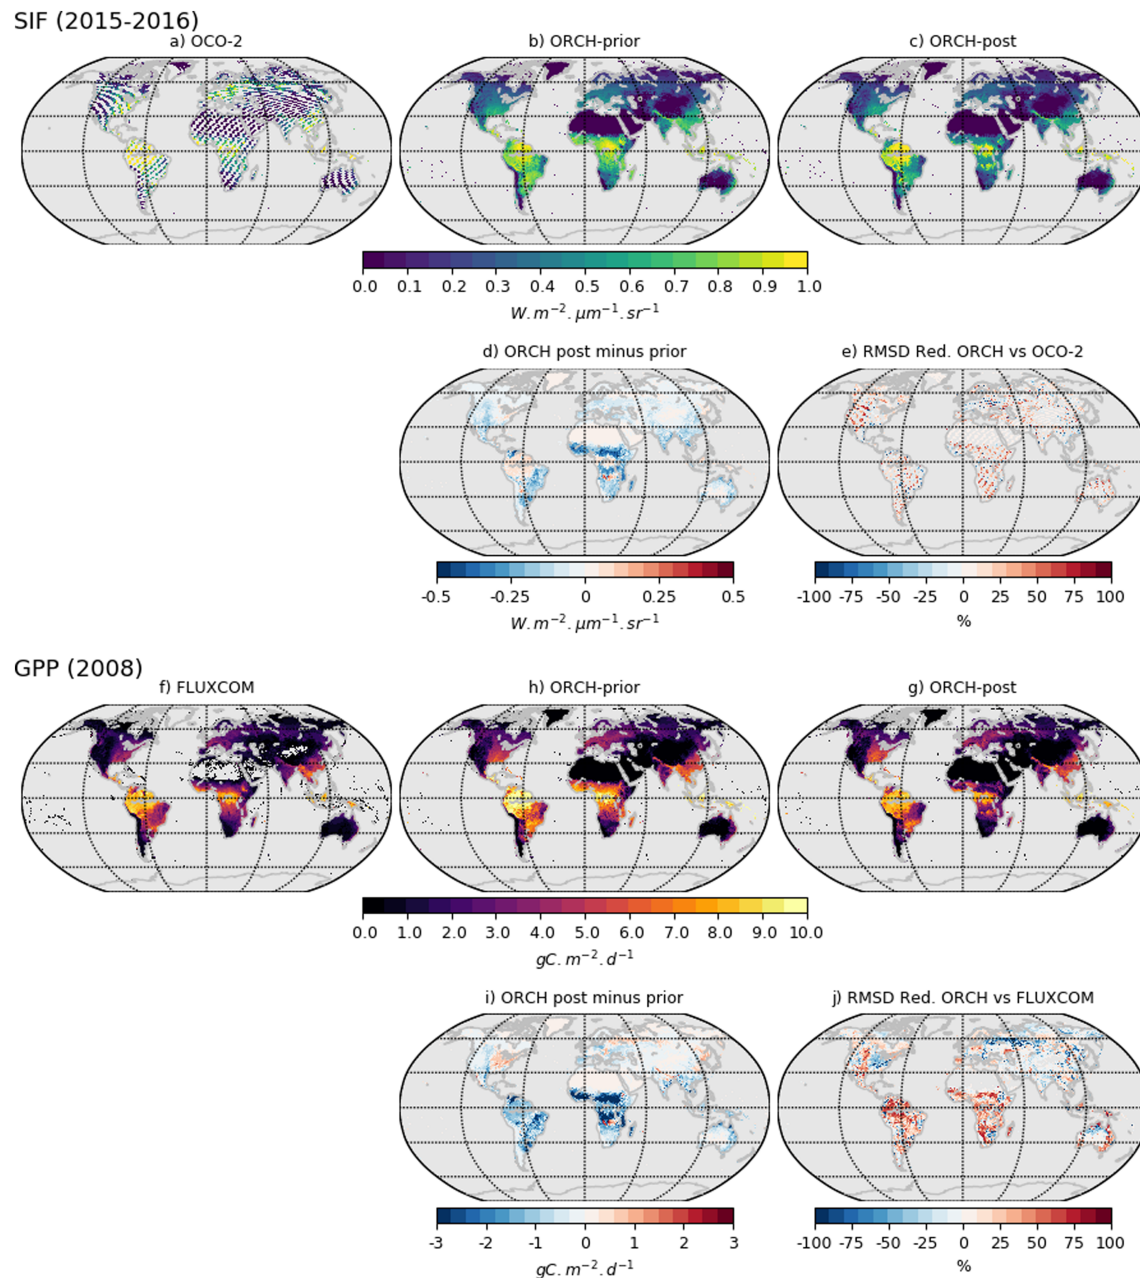 SIF (2015-2016)
a) OCO-2
b) ORCH-prior
c) ORCH-post
0.0 0.1 0.2 0.3 0.4 0.5 0.6 0.7 0.8 0.9 1.0
W.m⁻².μm⁻¹.sr⁻¹
d) ORCH post minus prior
e) RMSD Red. ORCH vs OCO-2
-0.5 -0.25 0 0.25 0.5
W.m⁻².μm⁻¹.sr⁻¹
-100 -75 -50 -25 0 25 50 75 100
%
GPP (2008)
f) FLUXCOM
h) ORCH-prior
g) ORCH-post
0.0 1.0 2.0 3.0 4.0 5.0 6.0 7.0 8.0 9.0 10.0
gC.m⁻².d⁻¹
i) ORCH post minus prior
j) RMSD Red. ORCH vs FLUXCOM
-3 -2 -1 0 1 2 3
gC.m⁻².d⁻¹
-100 -75 -50 -25 0 25 50 75 100
%